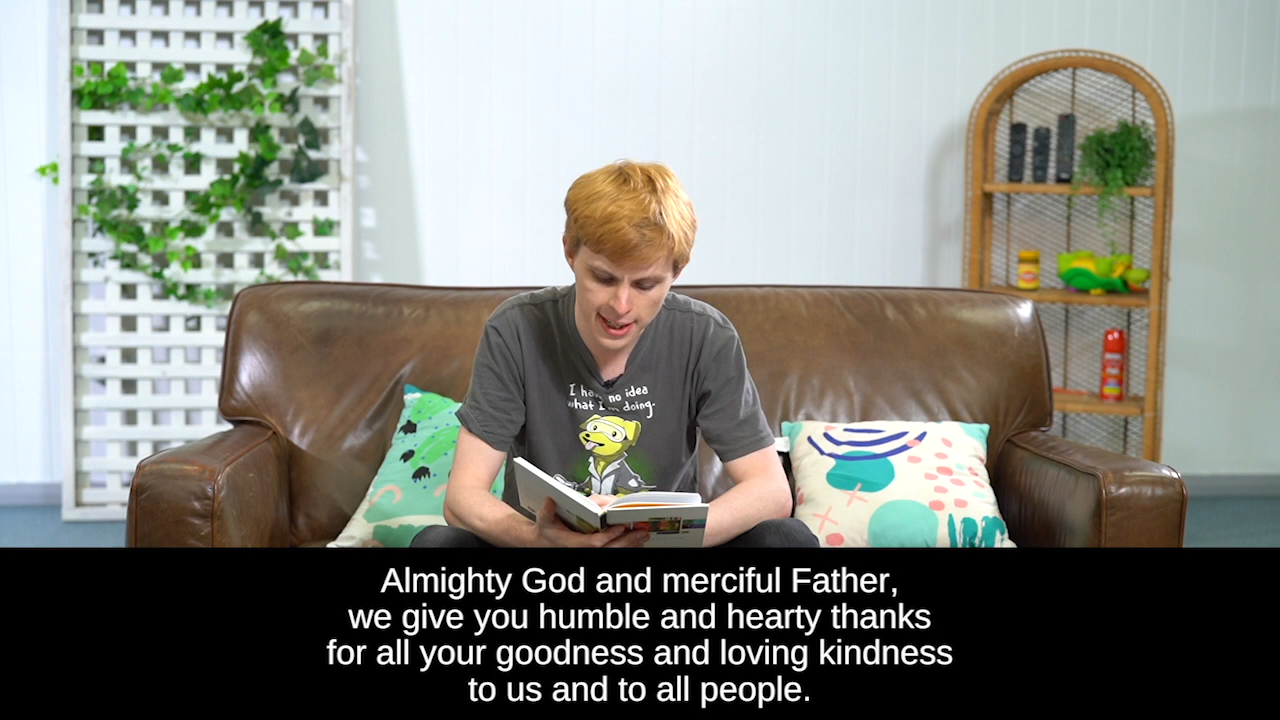 I have no idea
what I'm doing.
Almighty God and merciful Father,
we give you humble and hearty thanks
for all your goodness and loving kindness
to us and to all people.